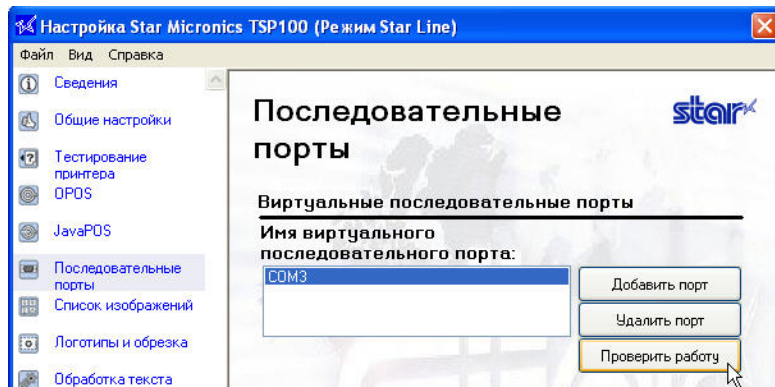 Настройка Star Micronics TSP100 (Режим Star Line)
Файл Вид Справка
Сведения
Общие настройки
Тестирование
принтера
OPOS
JavaPOS
Последовательные
порты
Список изображений
Логотипы и обрезка
Обработка текста
Последовательные
порты
star
Виртуальные последовательные порты
Имя виртуального
последовательного порта:
COM3
Добавить порт
Удалить порт
Проверить работу